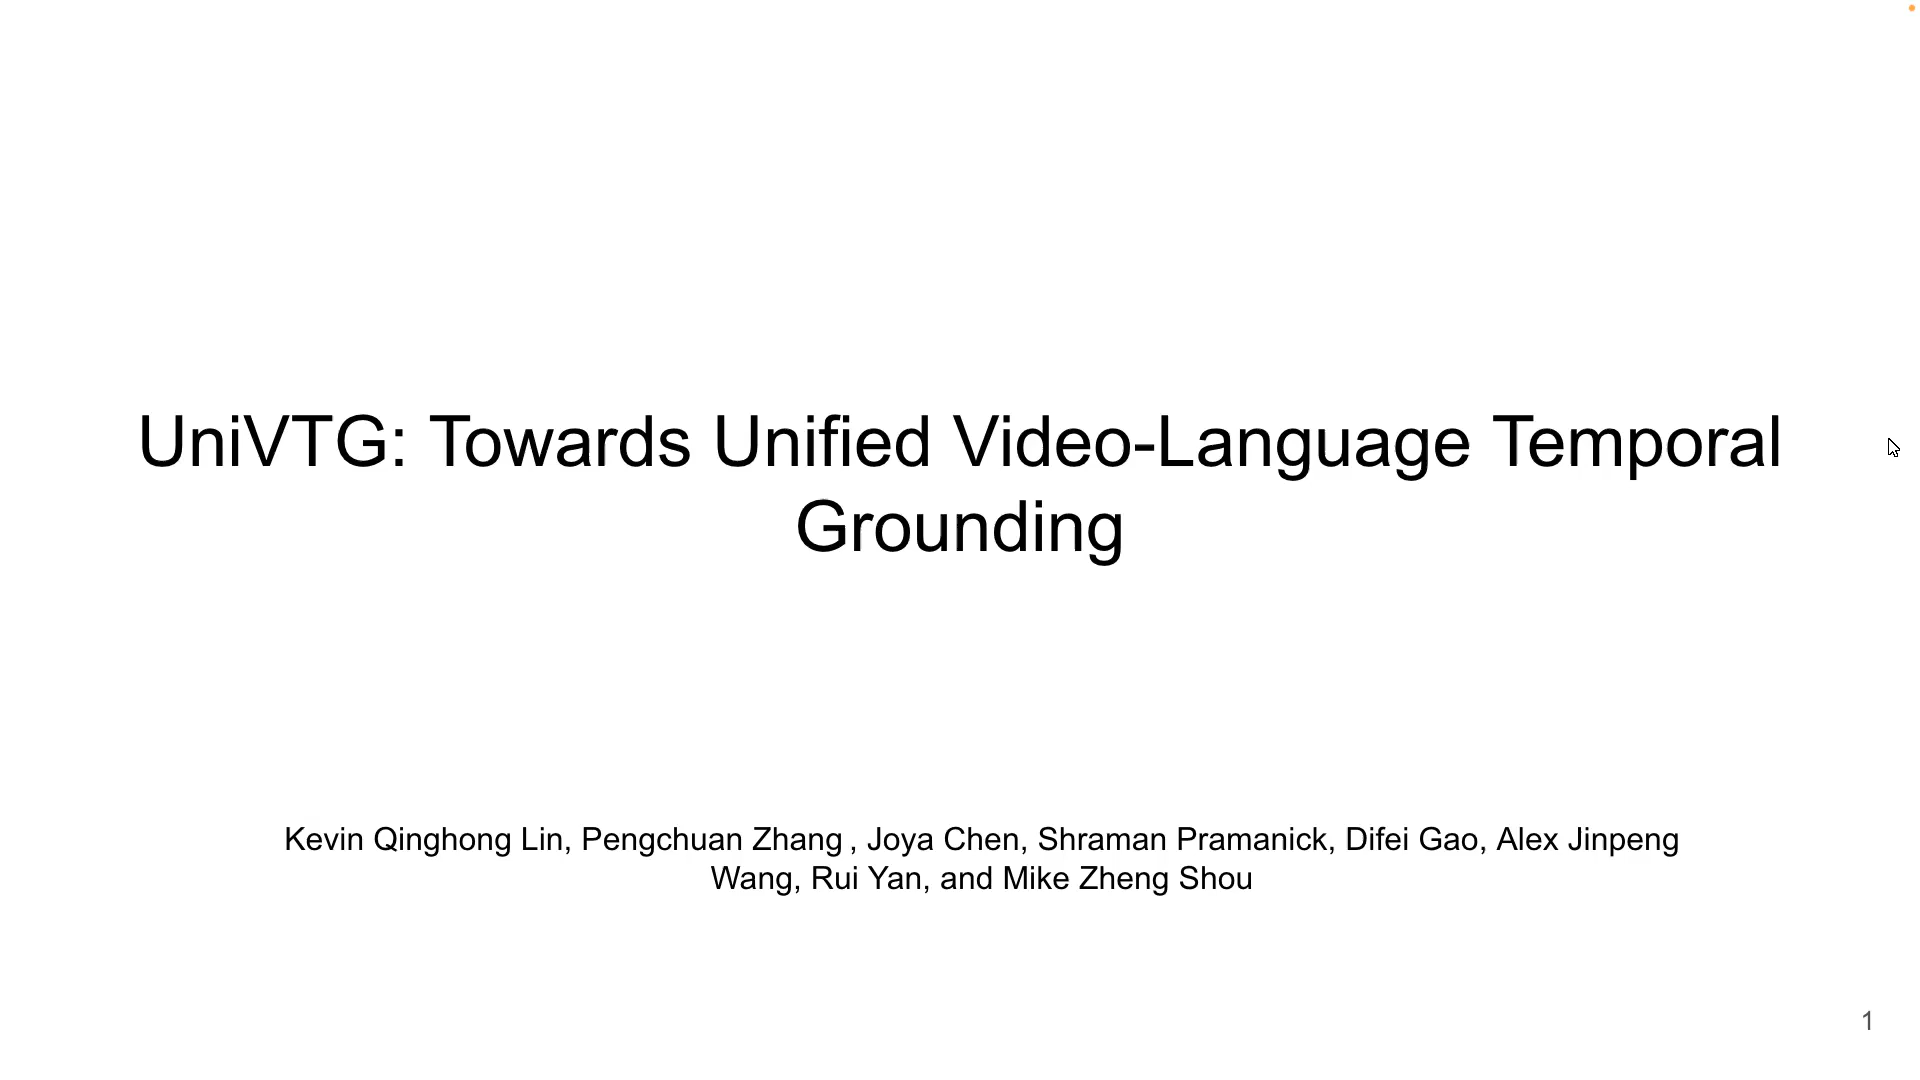 UniVTG: Towards Unified Video-Language Temporal
Grounding
Kevin Qinghong Lin, Pengchuan Zhang , Joya Chen, Shraman Pramanick, Difei Gao, Alex Jinpeng
Wang, Rui Yan, and Mike Zheng Shou
1